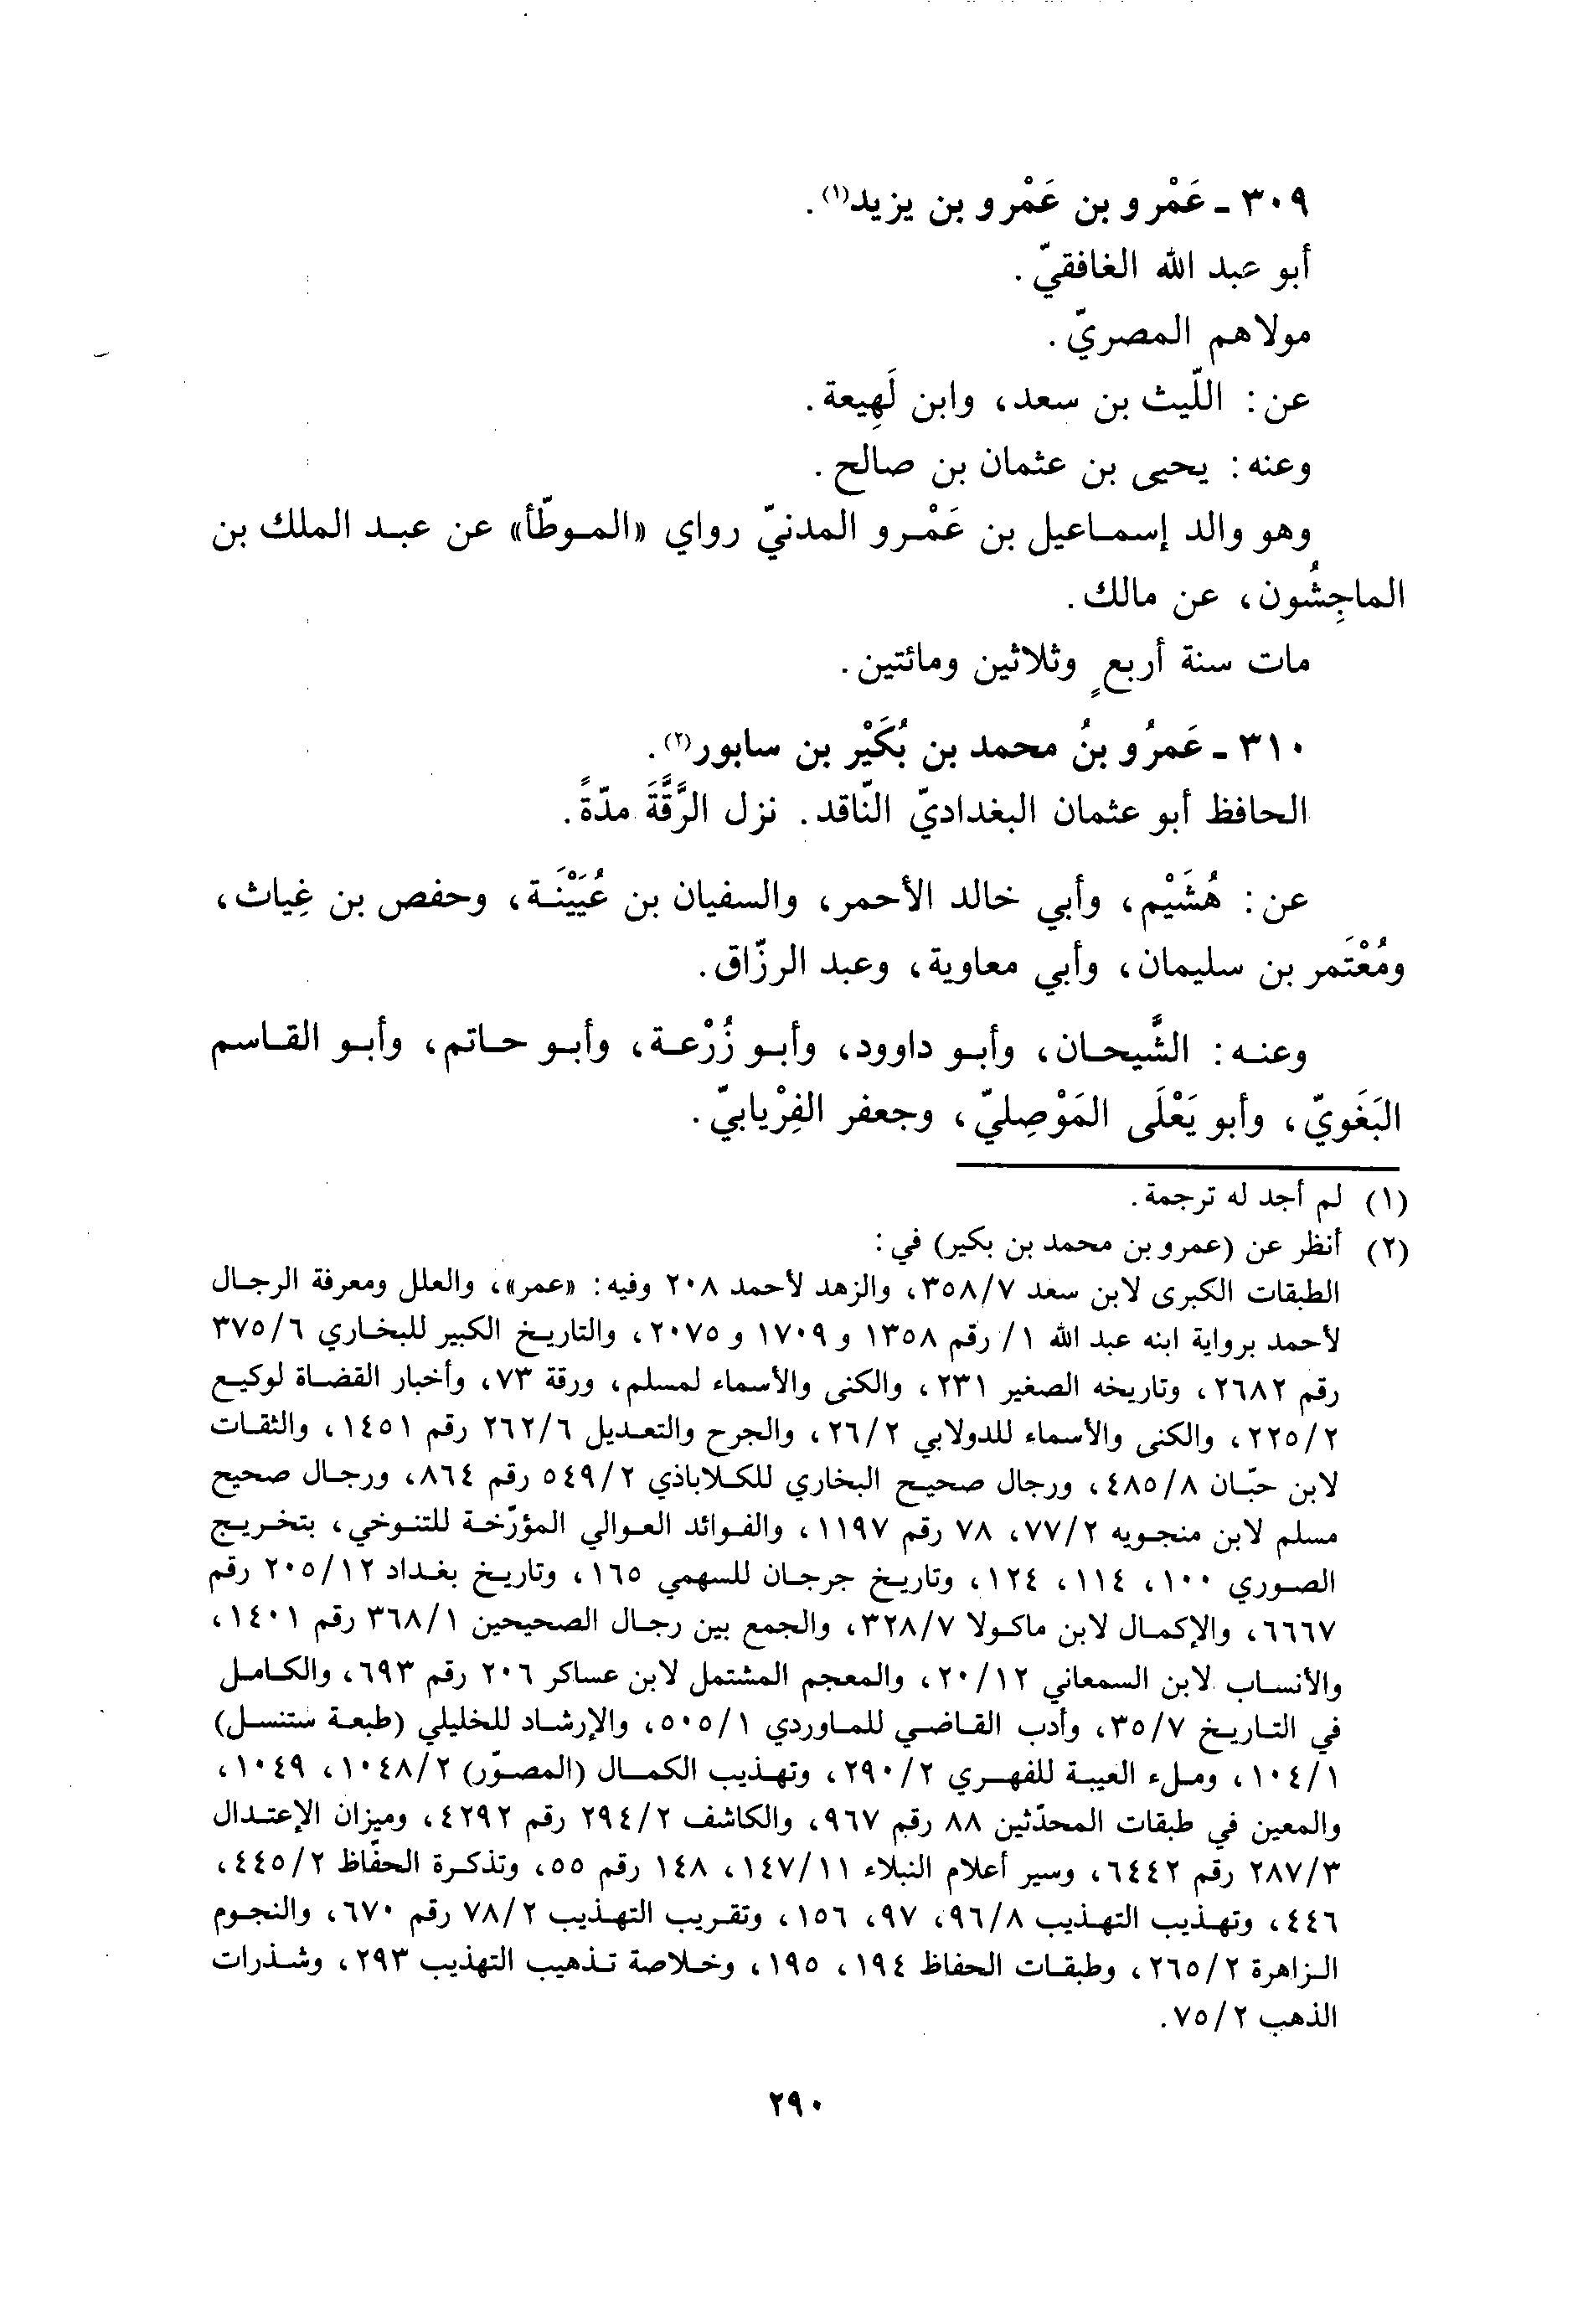 ٣٠٩ ـ عَمْرو بن عَمْرو بن يزيد(١).
أبو عبد الله الغافقيّ.
مولاهم المصريّ.
عن: اللّيث بن سعد، وابن لَهِيعة.
وعنه: يحيى بن عثمان بن صالح.
وهو والد إسماعيل بن عَمْرو المدنيّ رواي «الموطّأ» عن عبد الملك بن
الماجِشُون، عن مالك.
مات سنة أربعٍ وثلاثين ومائتين.
٣١٠ ـ عَمرُو بنُ محمد بن بُكَيْر بن سابور(٢).
الحافظ أبو عثمان البغداديّ النّاقد. نزل الرَّقَّةَ مدّةً.
عن: هُشَيْم، وأبي خالد الأحمر، والسفيان بن عُيَيْنَة، وحفص بن غِياث،
ومُعْتَمر بن سليمان، وأبي معاوية، وعبد الرزّاق.
وعنه: الشَّيحان، وأبو داوود، وأبو زُرْعة، وأبو حاتم، وأبو القاسم
البَغَويّ، وأبو يَعْلَى المَوْصِليّ، وجعفر الفِرْيابيّ.
(١) لم أجد له ترجمة.
(٢) أنظر عن (عمرو بن محمد بن بكير) في:
الطبقات الكبرى لابن سعد ٣٥٨/٧، والزهد لأحمد ٢٠٨ وفيه: «عمر»، والعلل ومعرفة الرجال
لأحمد برواية ابنه عبد الله ١/ رقم ١٣٥٨ و ١٧٠٩ و ٢٠٧٥، والتاريخ الكبير للبخاري ٣٧٥/٦
رقم ٢٦٨٢، وتاريخه الصغير ٢٣١، والكنى والأسماء لمسلم، ورقة ٧٣، وأخبار القضاة لوكيع
٢٢٥/٢، والكنى والأسماء للدولابي ٢٦/٢، والجرح والتعديل ٢٦٢/٦ رقم ١٤٥١، والثقات
لابن حبّان ٤٨٥/٨، ورجال صحيح البخاري للكلاباذي ٥٤٩/٢ رقم ٨٦٤، ورجال صحيح
مسلم لابن منجويه ٧٧/٢، ٧٨ رقم ١١٩٧، والفوائد العوالي المؤرّخة للتنوخي، بتخريج
الصوري ١٠٠، ١١٤، ١٢٤، وتاريخ جرجان للسهمي ١٦٥، وتاريخ بغداد ٢٠٥/١٢ رقم
٦٦٦٧، والإكمال لابن ماكولا ٣٢٨/٧، والجمع بين رجال الصحيحين ٣٦٨/١ رقم ١٤٠١،
والأنساب لابن السمعاني ٢٠/١٢، والمعجم المشتمل لابن عساكر ٢٠٦ رقم ٦٩٣، والكامل
في التاريخ ٣٥/٧، وأدب القاضي للماوردي ٥٠٥/١، والإرشاد للخليلي (طبعة ستنسل)
١٠٤/١، وملء العيبة للفهري ٢٩٠/٢، وتهذيب الكمال (المصوّر) ١٠٤٨/٢، ١٠٤٩،
والمعين في طبقات المحدّثين ٨٨ رقم ٩٦٧، والكاشف ٢٩٤/٢ رقم ٤٢٩٢، وميزان الإعتدال
٢٨٧/٣ رقم ٦٤٤٢، وسير أعلام النبلاء ١٤٧/١١، ١٤٨ رقم ٥٥، وتذكرة الحفّاظ ٤٤٥/٢،
٤٤٦، وتهذيب التهذيب ٩٦/٨، ٩٧، ١٥٦، وتقريب التهذيب ٧٨/٢ رقم ٦٧٠، والنجوم
الزاهرة ٢٦٥/٢، وطبقات الحفاظ ١٩٤، ١٩٥، وخلاصة تذهيب التهذيب ٢٩٣، وشذرات
الذهب ٧٥/٢.
٢٩٠